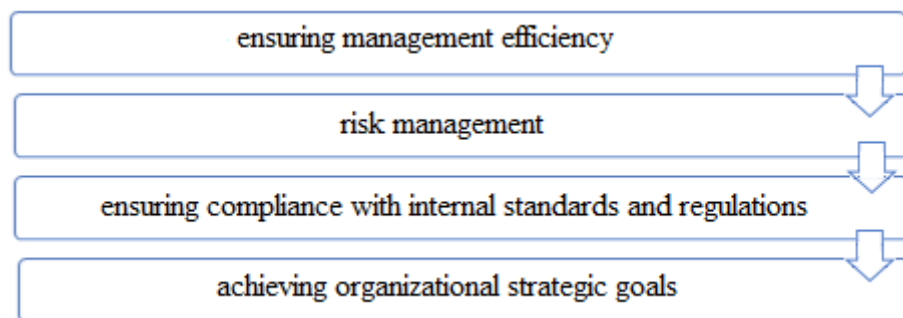 ensuring management efficiency
risk management
ensuring compliance with internal standards and regulations
achieving organizational strategic goals